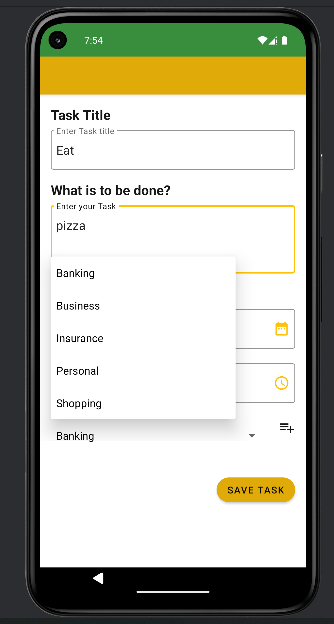 7:54
Task Title
Enter Task title
Eat
What is to be done?
Enter your Task
pizza
Banking
Business
Insurance
Personal
Shopping
Banking
SAVE TASK